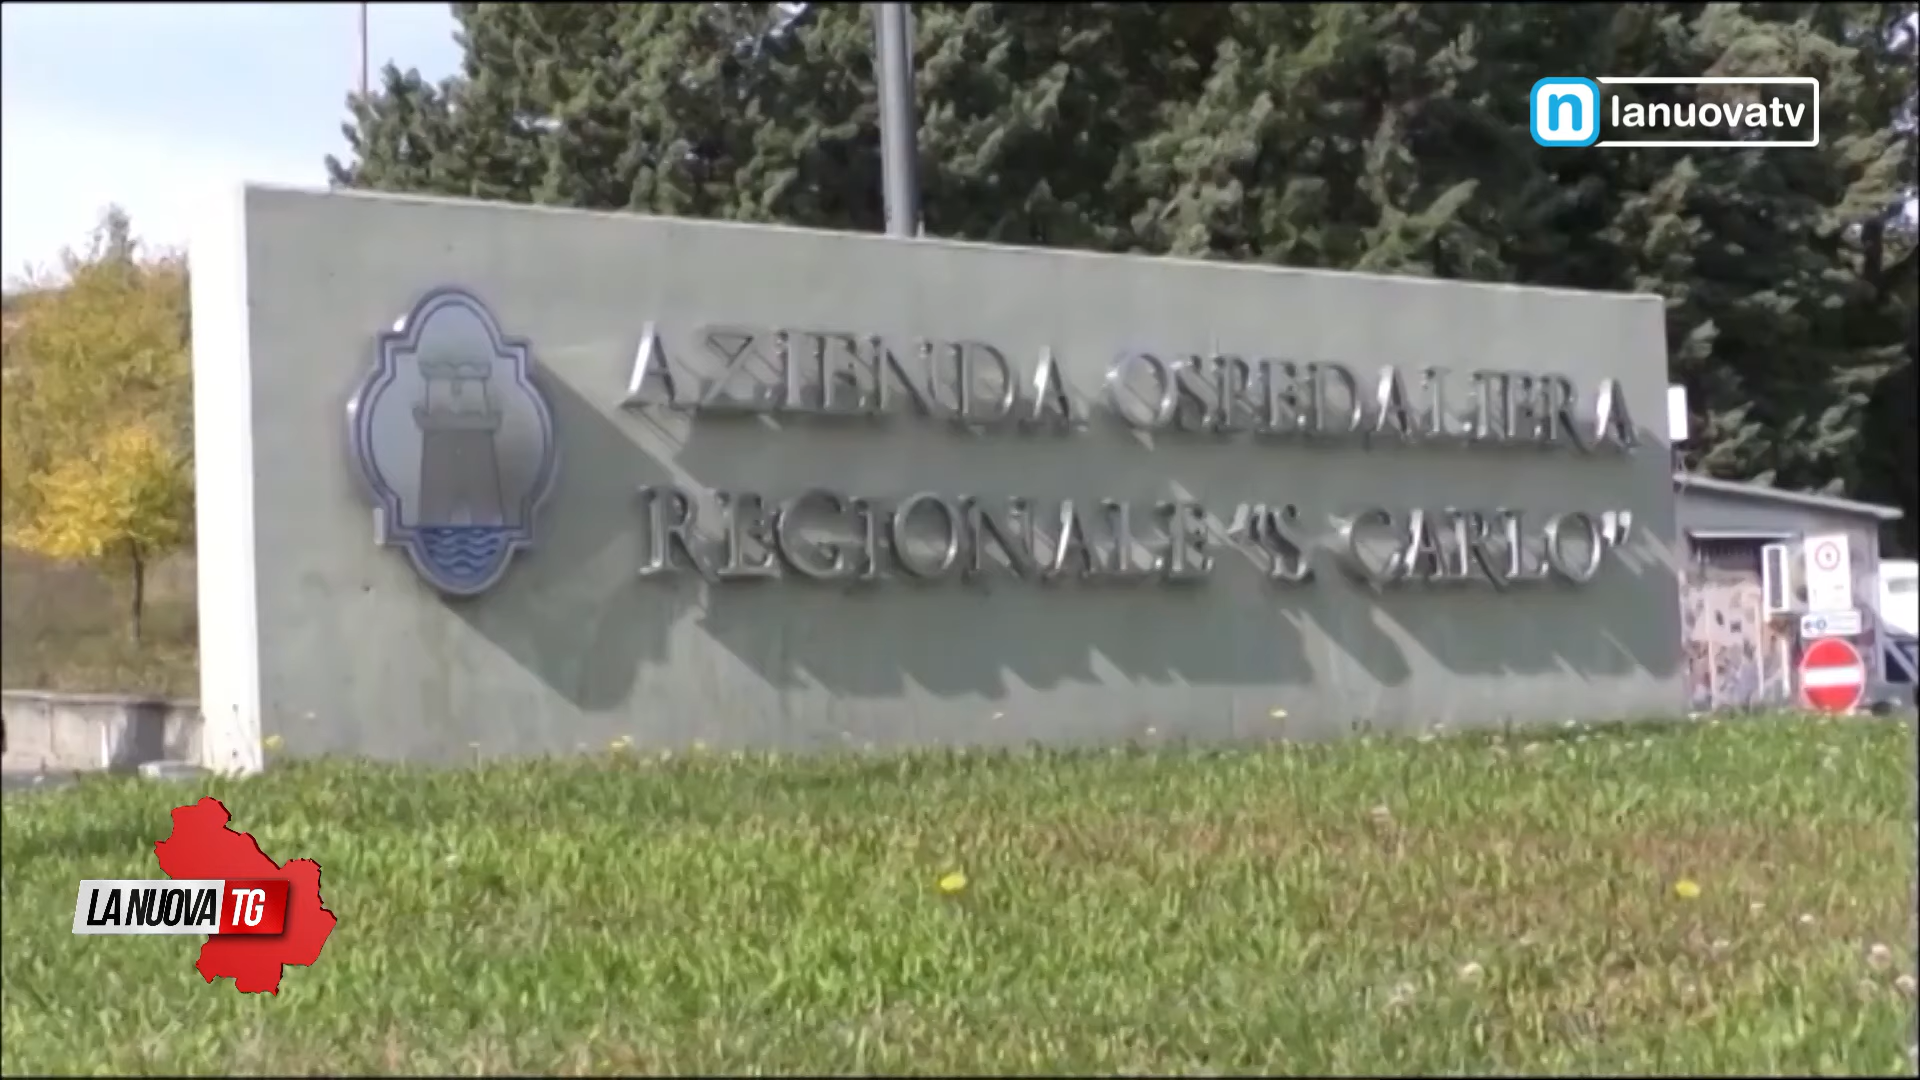 lanuovatv
AZIENDA OSPEDALIERA
REGIONALE "S. CARLO"
LA NUOVA TG